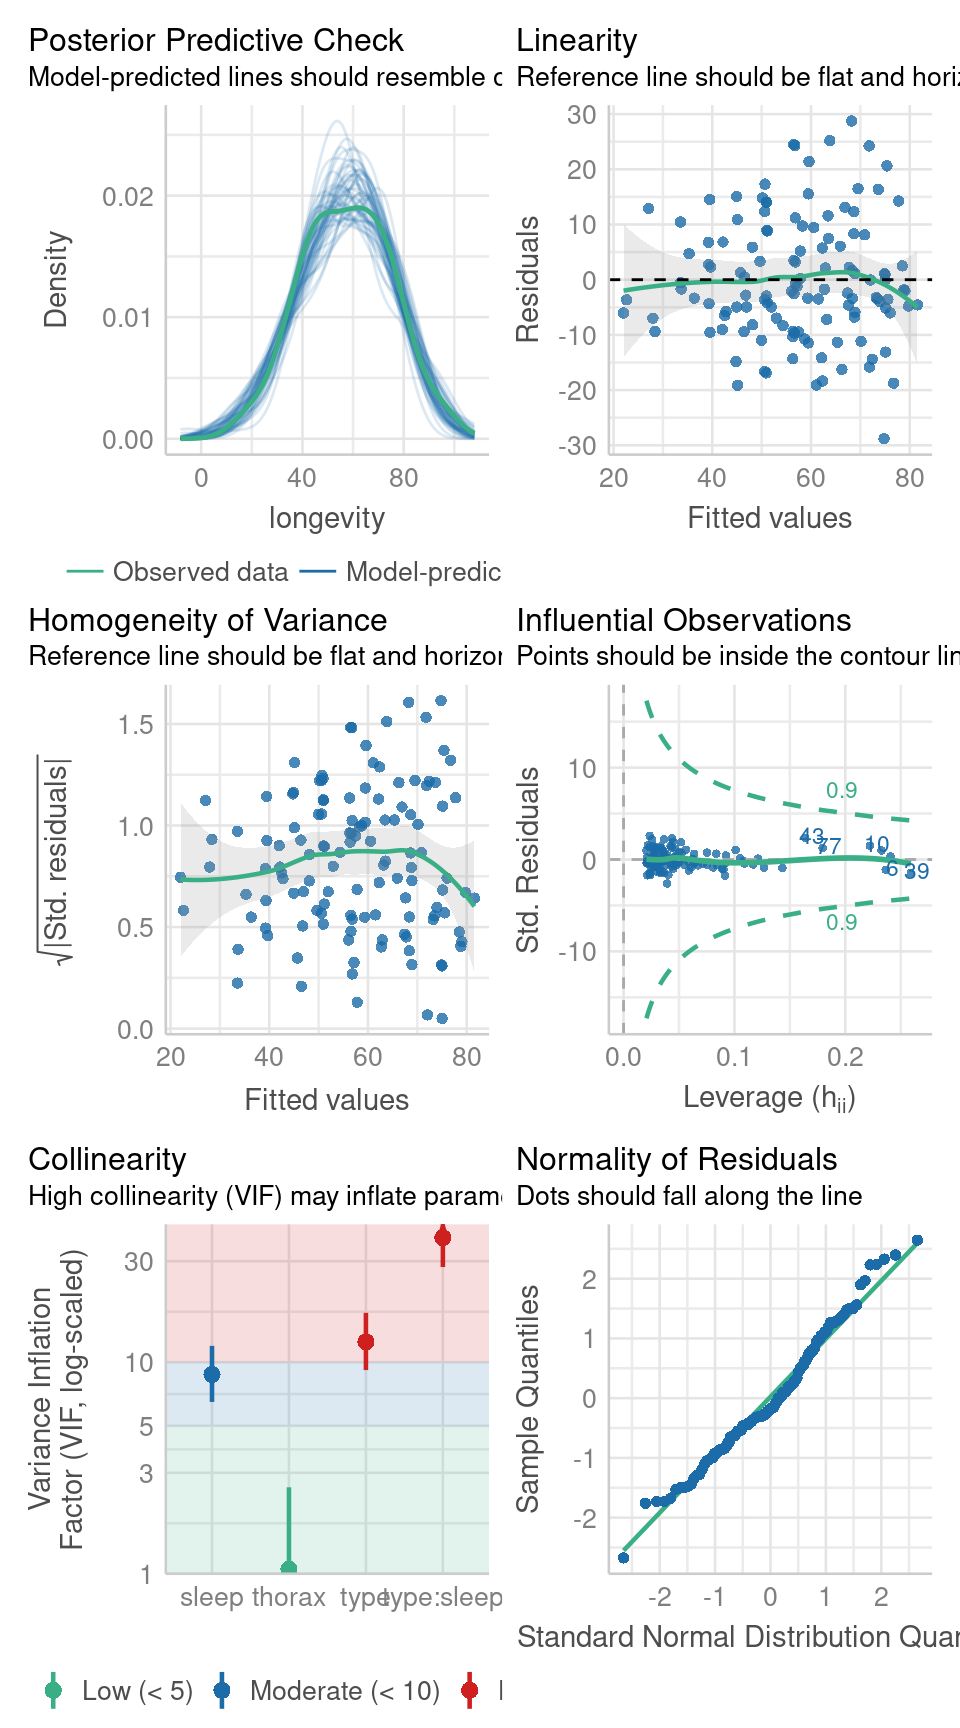 Posterior Predictive Check
Model-predicted lines should resemble
0.02
0.01
0.00
Density
0
40
80
longevity
Observed data
Model-predic
Linearity
Reference line should be flat and horiz
30
20
10
0
-10
-20
-30
Residuals
20
40
60
80
Fitted values
Homogeneity of Variance
Reference line should be flat and horizon
1.5
1.0
0.5
0.0
√|Std. residuals|
20
40
60
80
Fitted values
Influential Observations
Points should be inside the contour lin
10
0
-10
Std. Residuals
0.9
0.9
43
77
10
6
39
0.0
0.1
0.2
Leverage (hii)
Collinearity
High collinearity (VIF) may inflate parame
30
10
5
3
1
Variance Inflation
Factor (VIF, log-scaled)
sleep
thorax
type
type:sleep
Low (< 5)
Moderate (< 10)
Normality of Residuals
Dots should fall along the line
2
1
0
-1
-2
Sample Quantiles
-2
-1
0
1
2
Standard Normal Distribution Quan